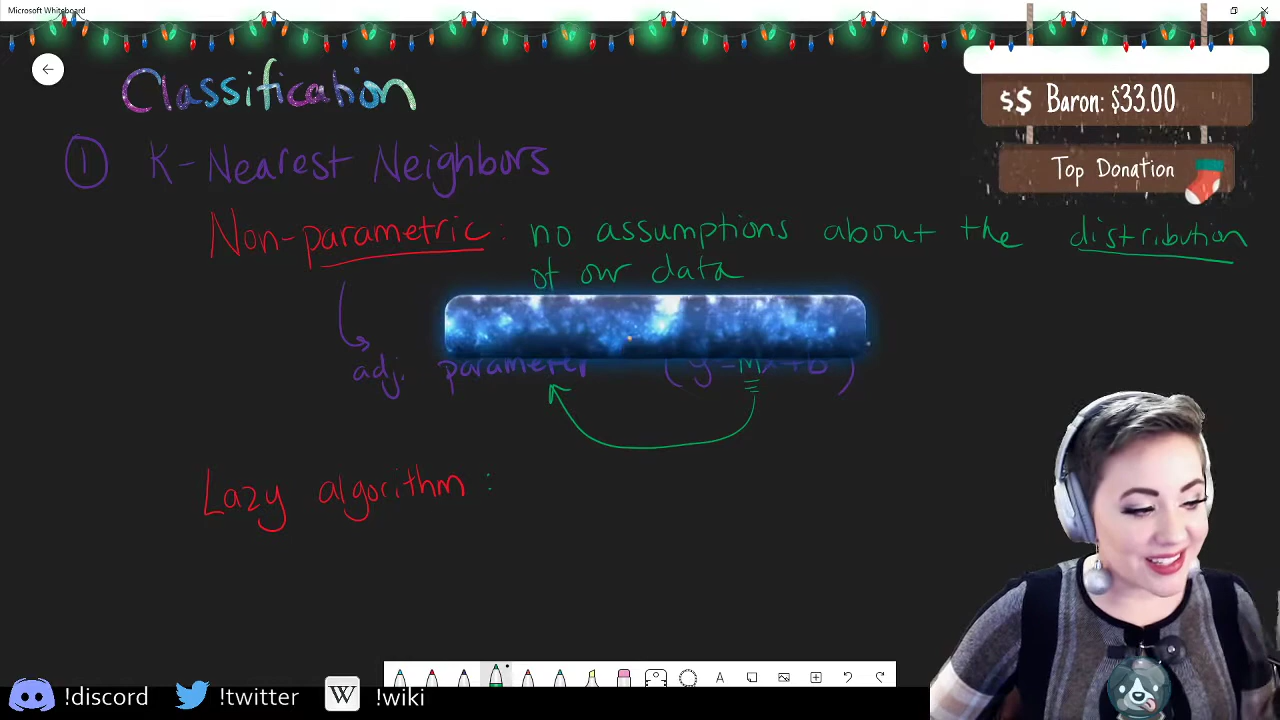 Microsoft Whiteboard
Classification
$$ Baron: $33.00
① K-Nearest Neighbors
Top Donation
Non-parametric: no assumptions about the distribution
of our data
adj. parameter (y=mx+b)
Lazy algorithm :
!discord !twitter W !wiki